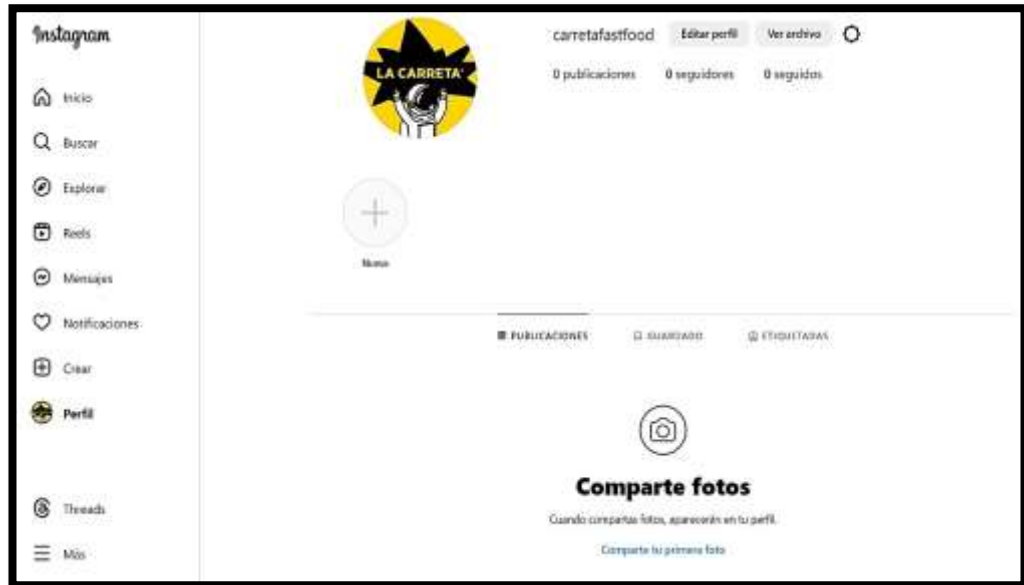 Instagram
Inicio
Buscar
Explorar
Reels
Mensajes
Notificaciones
Crear
Perfil
Threads
Más
LA CARRETA
carretafastfood Editar perfil Ver archivo
0 publicaciones 0 seguidores 0 seguidos
Nuevo
PUBLICACIONES GUARDADO ETIQUETADAS
Comparte fotos
Cuando compartas fotos, aparecerán en tu perfil.
Comparte tu primera foto